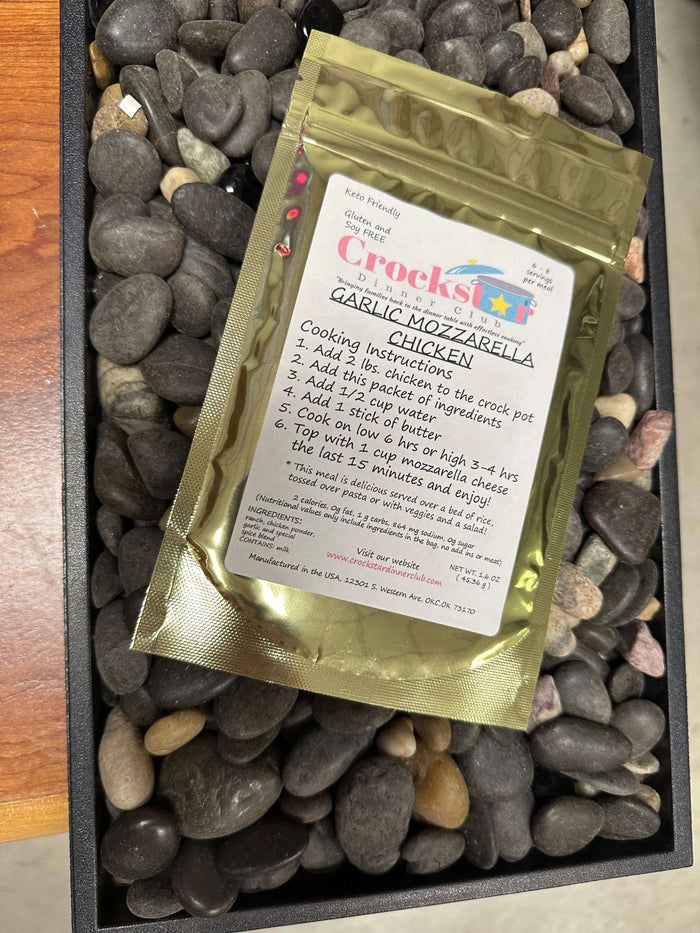 Keto Friendly
Gluten and
Soy FREE
6 - 8
servings
per meal
Crockstar
Dinner Club
"Bringing families back to the dinner table with effortless cooking"
GARLIC MOZZARELLA
CHICKEN
Cooking Instructions
1. Add 2 lbs. chicken to the crock pot
2. Add this packet of ingredients
3. Add 1/2 cup water
4. Add 1 stick of butter
5. Cook on low 6 hrs or high 3-4 hrs
6. Top with 1 cup mozzarella cheese
the last 15 minutes and enjoy!
* This meal is delicious served over a bed of rice,
tossed over pasta or with veggies and a salad!
2 calories, 0g fat, 1 g carbs, 864 mg sodium, 0g sugar
(Nutritional values only include ingredients in the bag, no add ins or meat)
INGREDIENTS:
ranch, chicken powder,
garlic and special
spice blend
CONTAINS: milk
Visit our website
www.crockstardinnerclub.com
NET WT. 1.6 OZ
( 45.36 g )
Manufactured in the USA, 12301 S. Western Ave, OKC,OK 73170